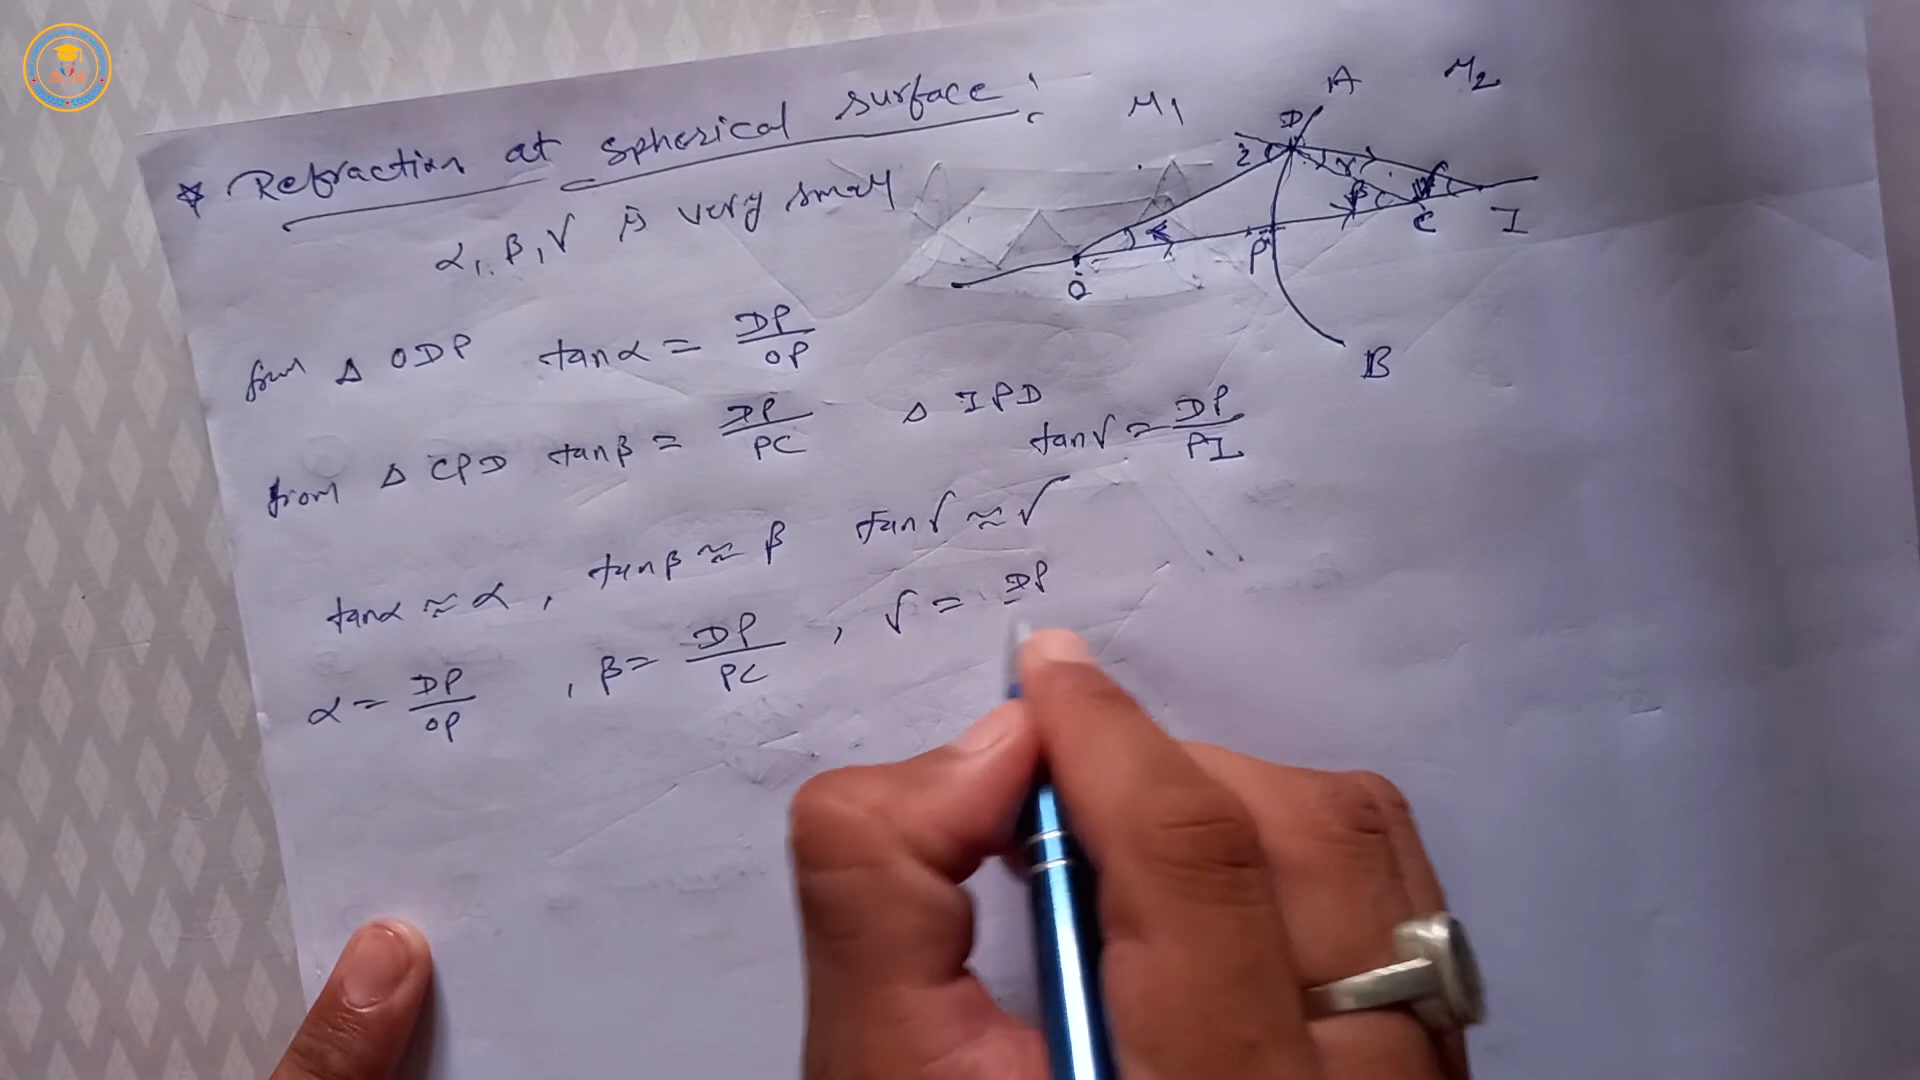 * Refraction at spherical surface :
α, β, γ is very small
from Δ ODP tanα = DP/OP
from Δ CPD tanβ = DP/PC Δ IPD tanγ = DP/PI
tanα ≈ α, tanβ ≈ β tanγ ≈ γ
α = DP/OP , β = DP/PC , γ = DP
μ1
A
μ2
D
i
r
β
C
I
α
P
O
B